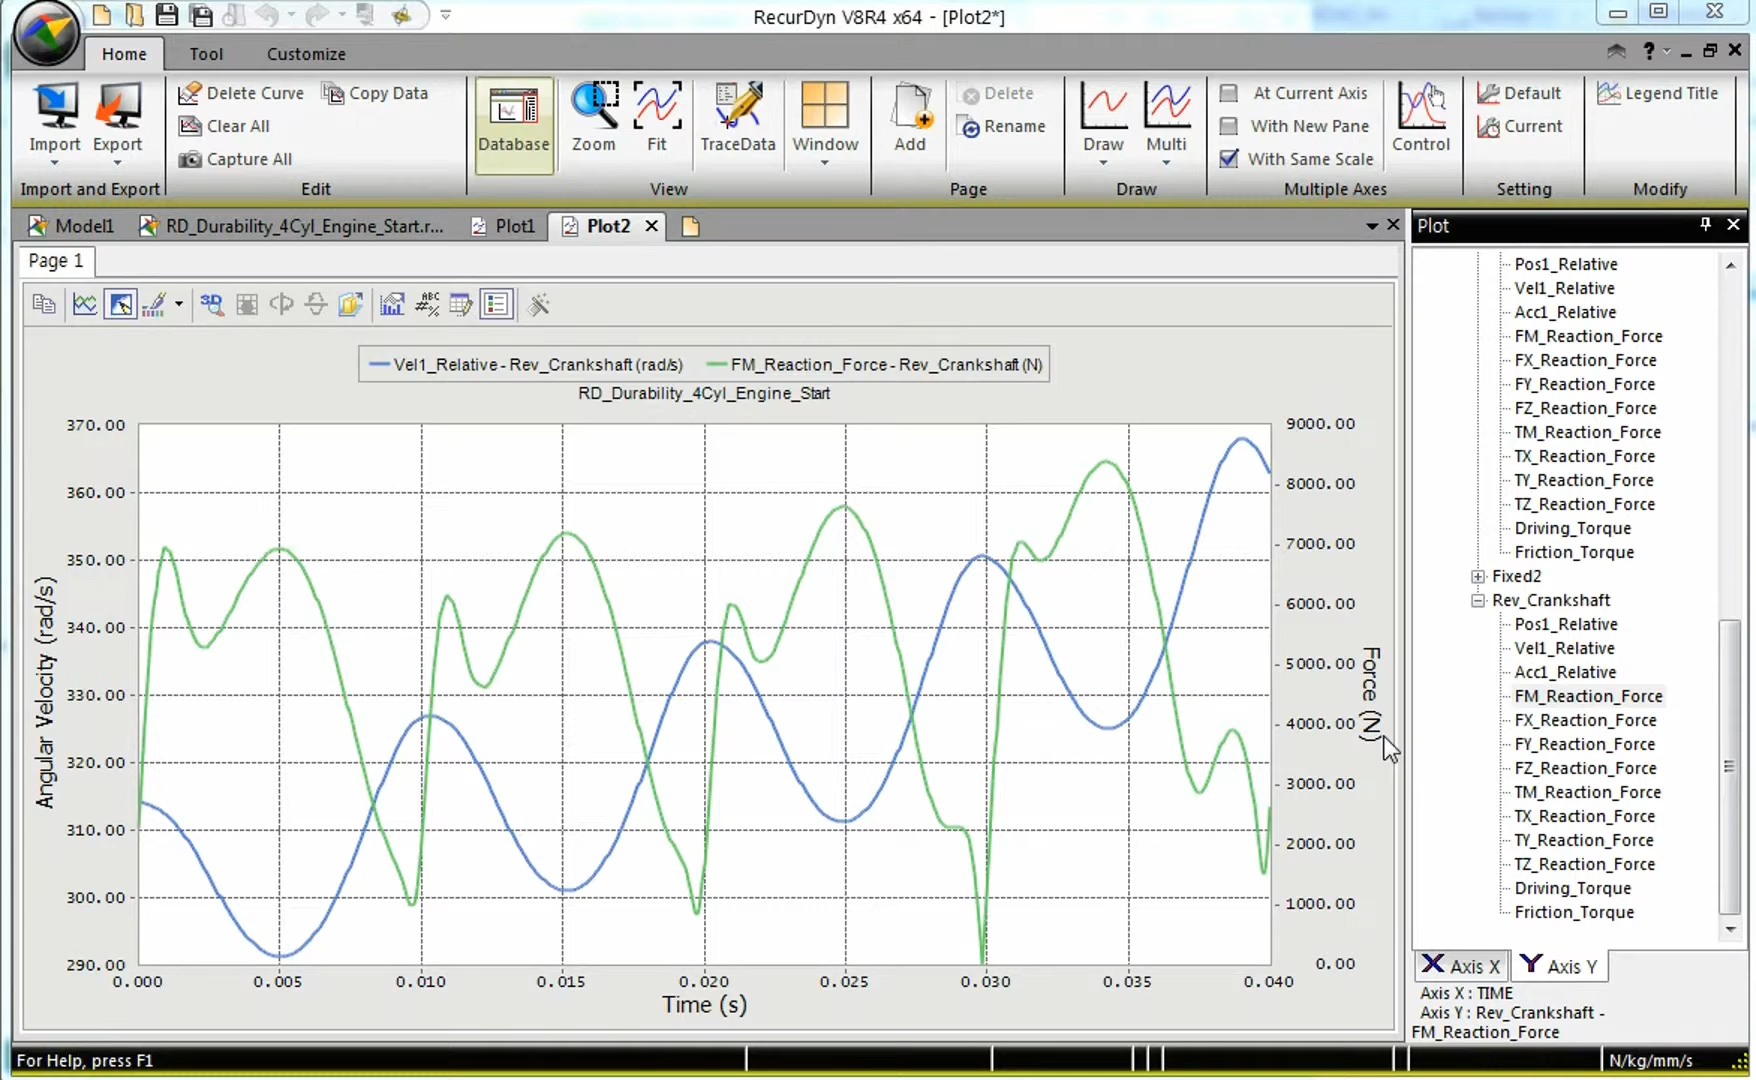 RecurDyn V8R4 x64 - [Plot2*]
Home Tool Customize
Import Export
Import and Export
Delete Curve Copy Data
Clear All
Capture All
Edit
Database Zoom Fit TraceData Window
View
Add Delete
Rename
Page
Draw Multi
Draw
At Current Axis
With New Pane
With Same Scale
Control
Multiple Axes
Default
Current
Setting
Legend Title
Modify
Model1 RD_Durability_4Cyl_Engine_Start.r... Plot1 Plot2
Page 1
3D ABC #%
Vel1_Relative - Rev_Crankshaft (rad/s) FM_Reaction_Force - Rev_Crankshaft (N)
RD_Durability_4Cyl_Engine_Start
Angular Velocity (rad/s)
370.00
360.00
350.00
340.00
330.00
320.00
310.00
300.00
290.00
0.000 0.005 0.010 0.015 0.020 0.025 0.030 0.035 0.040
Time (s)
9000.00
8000.00
7000.00
6000.00
5000.00
4000.00
3000.00
2000.00
1000.00
0.00
Force (N)
Plot
Pos1_Relative
Vel1_Relative
Acc1_Relative
FM_Reaction_Force
FX_Reaction_Force
FY_Reaction_Force
FZ_Reaction_Force
TM_Reaction_Force
TX_Reaction_Force
TY_Reaction_Force
TZ_Reaction_Force
Driving_Torque
Friction_Torque
Fixed2
Rev_Crankshaft
Pos1_Relative
Vel1_Relative
Acc1_Relative
FM_Reaction_Force
FX_Reaction_Force
FY_Reaction_Force
FZ_Reaction_Force
TM_Reaction_Force
TX_Reaction_Force
TY_Reaction_Force
TZ_Reaction_Force
Driving_Torque
Friction_Torque
X Axis X Y Axis Y
Axis X : TIME
Axis Y : Rev_Crankshaft -
FM_Reaction_Force
For Help, press F1
N/kg/mm/s